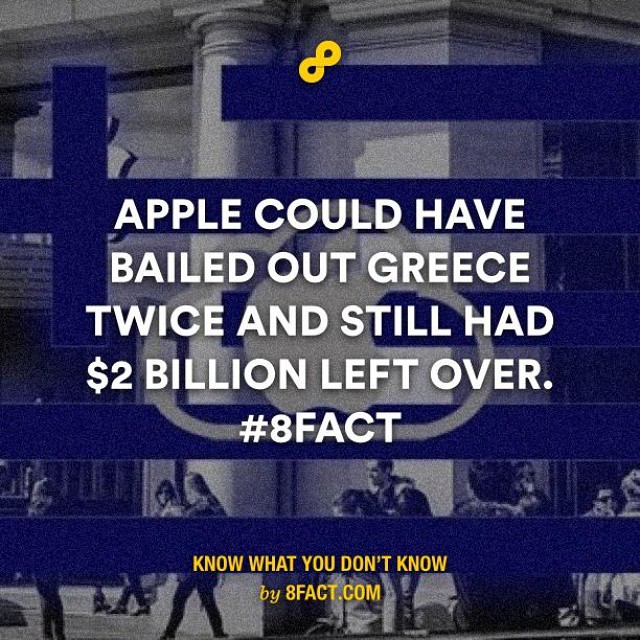 APPLE COULD HAVE
BAILED OUT GREECE
TWICE AND STILL HAD
$2 BILLION LEFT OVER.
#8FACT
KNOW WHAT YOU DON'T KNOW
by 8FACT.COM